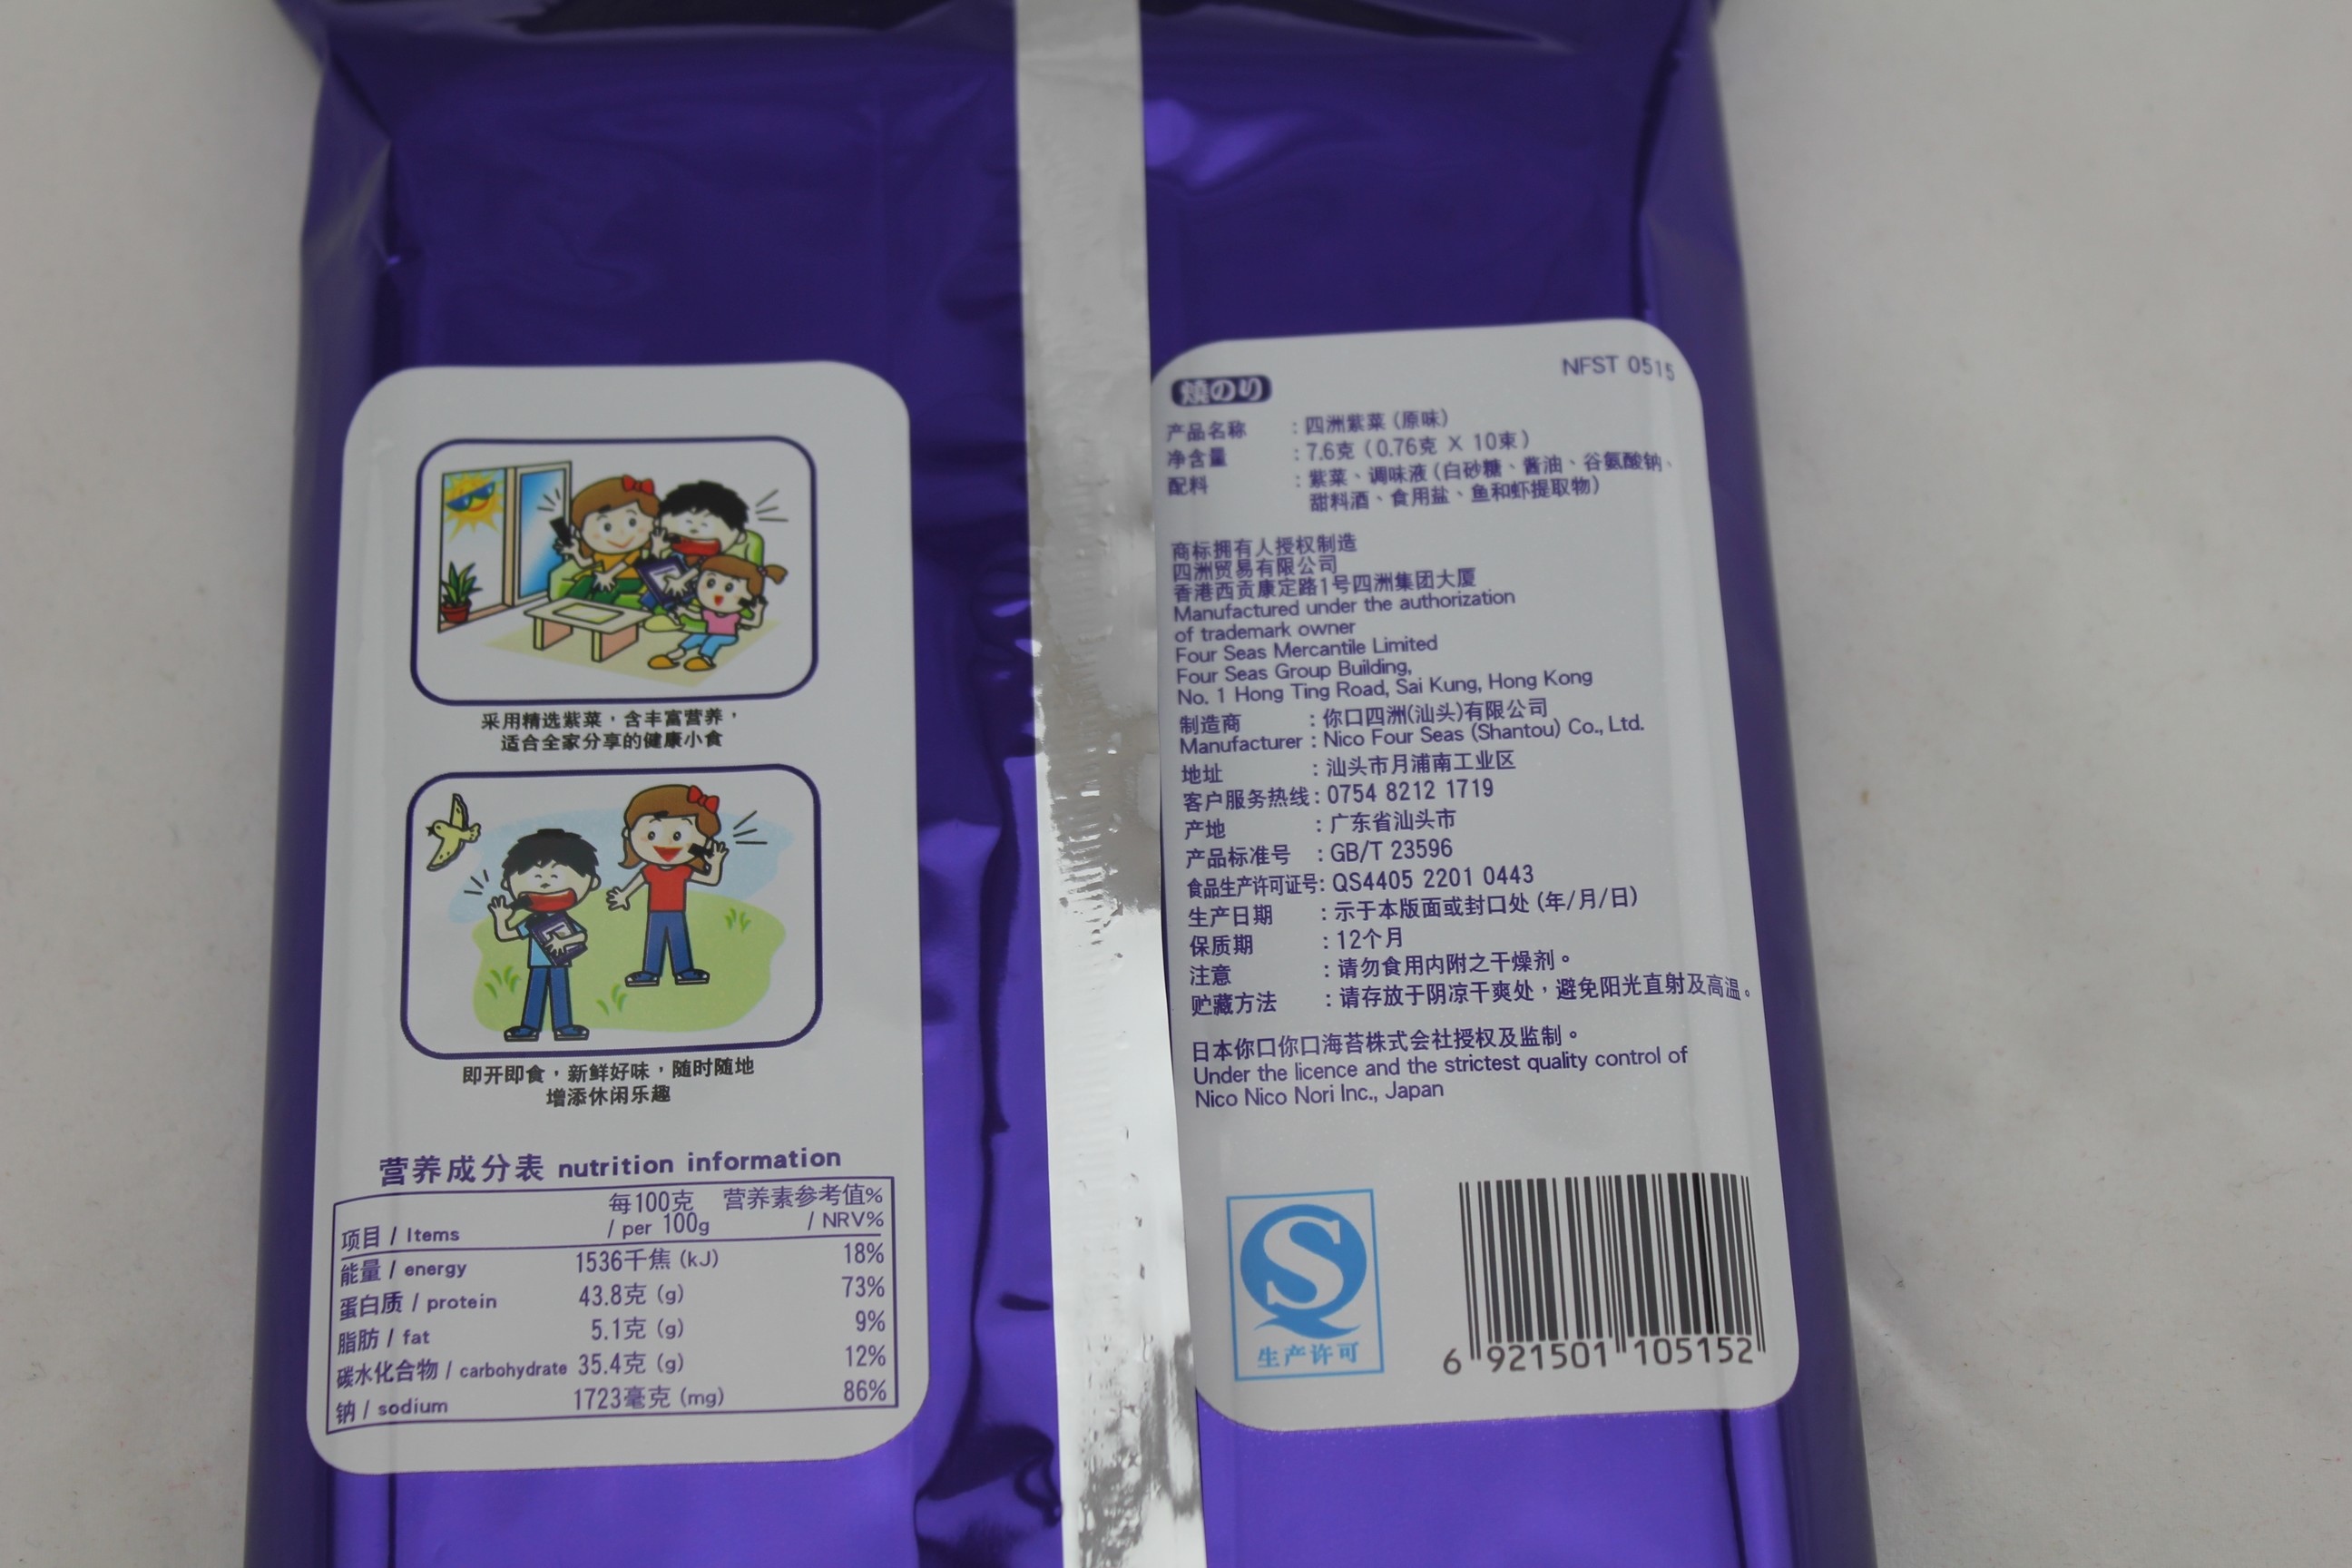 采用精选紫菜，含丰富营养，
适合全家分享的健康小食
即开即食，新鲜好味，随时随地
增添休闲乐趣
营养成分表 nutrition information
项目 / Items 每100克 / per 100g 营养素参考值% / NRV%
能量 / energy 1536千焦 (kJ) 18%
蛋白质 / protein 43.8克 (g) 73%
脂肪 / fat 5.1克 (g) 9%
碳水化合物 / carbohydrate 35.4克 (g) 12%
钠 / sodium 1723毫克 (mg) 86%
NFST 0515
焼のり
产品名称 : 四洲紫菜 (原味)
净含量 : 7.6克 (0.76克 X 10束)
配料 : 紫菜、调味液 (白砂糖、酱油、谷氨酸钠、
甜料酒、食用盐、鱼和虾提取物)
商标拥有人授权制造
四洲贸易有限公司
香港西贡康定路1号四洲集团大厦
Manufactured under the authorization
of trademark owner
Four Seas Mercantile Limited
Four Seas Group Building,
No. 1 Hong Ting Road, Sai Kung, Hong Kong
制造商 : 你口四洲(汕头)有限公司
Manufacturer : Nico Four Seas (Shantou) Co., Ltd.
地址 : 汕头市月浦南工业区
客户服务热线 : 0754 8212 1719
产地 : 广东省汕头市
产品标准号 : GB/T 23596
食品生产许可证号: QS4405 2201 0443
生产日期 : 示于本版面或封口处 (年/月/日)
保质期 : 12个月
注意 : 请勿食用内附之干燥剂。
贮藏方法 : 请存放于阴凉干爽处，避免阳光直射及高温。
日本你口你口海苔株式会社授权及监制。
Under the licence and the strictest quality control of
Nico Nico Nori Inc., Japan
生产许可
6 921501 105152